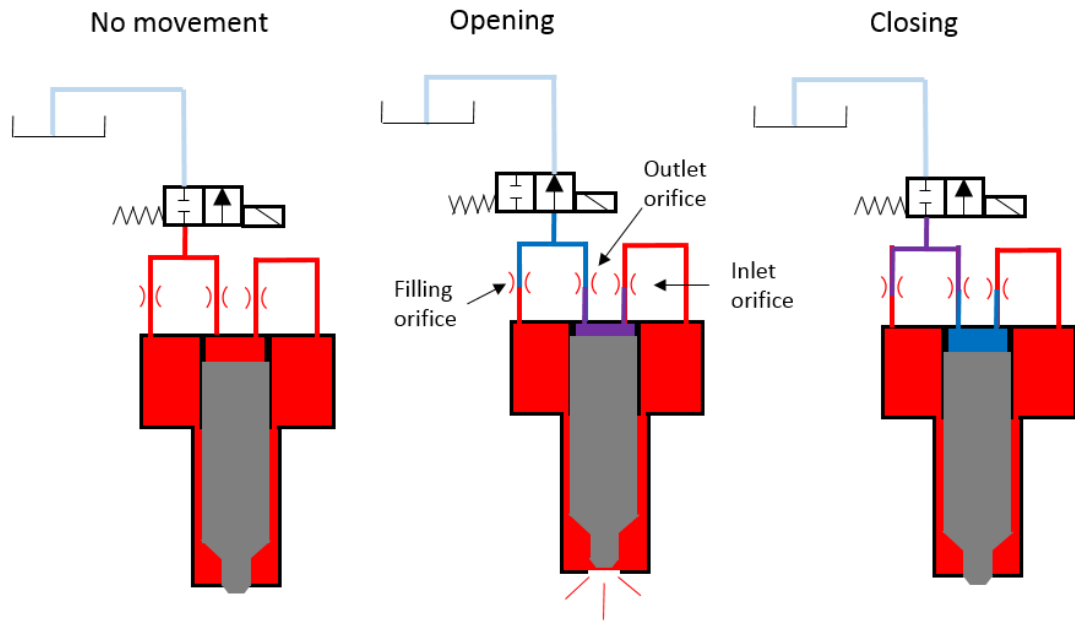 No movement
Opening
Closing
Outlet
orifice
Filling
orifice
Inlet
orifice